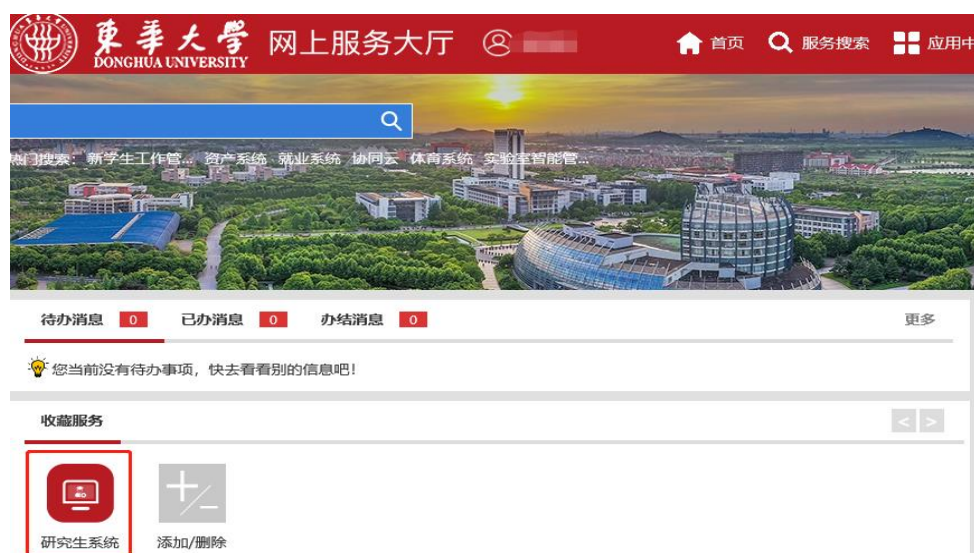 東華大學 网上服务大厅 首页 服务搜索 应用中
DONGHUA UNIVERSITY
热门搜索: 新学生工作管... 资产系统 就业系统 协同云 体育系统 实验室智能管...
待办消息 0 已办消息 0 办结消息 0 更多
您当前没有待办事项，快去看看别的信息吧!
收藏服务 < >
研究生系统 添加/删除